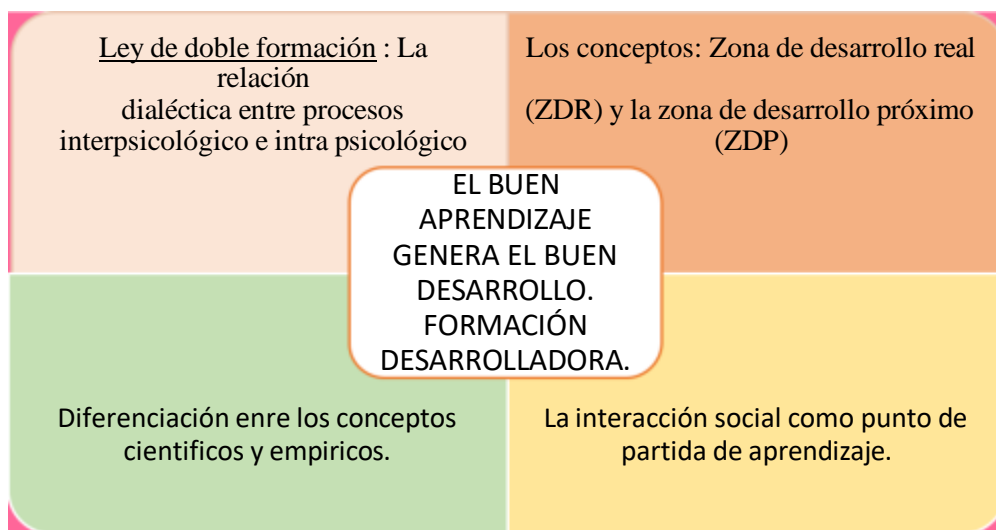 Ley de doble formación : La
relación
dialéctica entre procesos
interpsicológico e intra psicológico
Los conceptos: Zona de desarrollo real
(ZDR) y la zona de desarrollo próximo
(ZDP)
EL BUEN
APRENDIZAJE
GENERA EL BUEN
DESARROLLO.
FORMACIÓN
DESARROLLADORA.
Diferenciación enre los conceptos
cientificos y empiricos.
La interacción social como punto de
partida de aprendizaje.